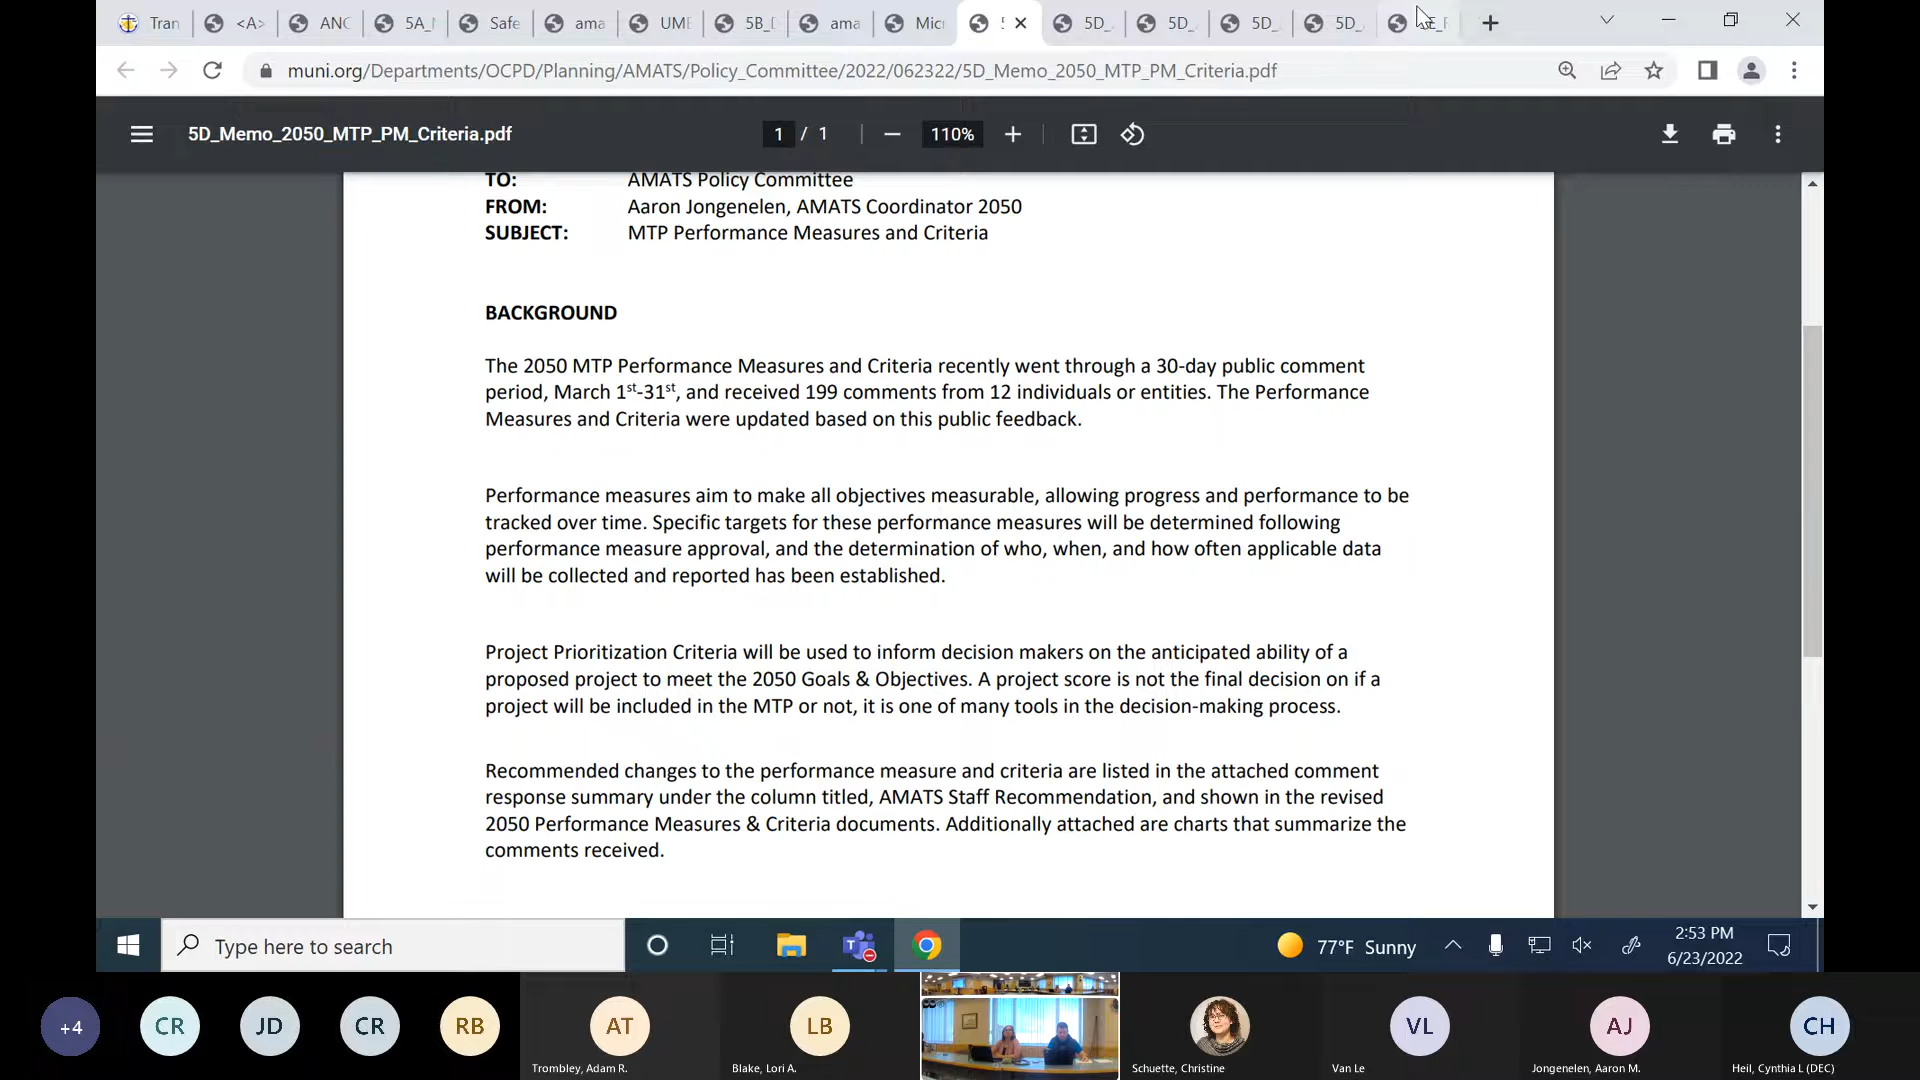 Tran
<A>
ANC
5A_
Safe
ama
UME
5B_
ama
Mic
5D_
5D_
5D_
5D_
muni.org/Departments/OCPD/Planning/AMATS/Policy_Committee/2022/062322/5D_Memo_2050_MTP_PM_Criteria.pdf
5D_Memo_2050_MTP_PM_Criteria.pdf
1 / 1
110%
TO: AMATS Policy Committee
FROM: Aaron Jongenelen, AMATS Coordinator 2050
SUBJECT: MTP Performance Measures and Criteria
BACKGROUND
The 2050 MTP Performance Measures and Criteria recently went through a 30-day public comment
period, March 1st-31st, and received 199 comments from 12 individuals or entities. The Performance
Measures and Criteria were updated based on this public feedback.
Performance measures aim to make all objectives measurable, allowing progress and performance to be
tracked over time. Specific targets for these performance measures will be determined following
performance measure approval, and the determination of who, when, and how often applicable data
will be collected and reported has been established.
Project Prioritization Criteria will be used to inform decision makers on the anticipated ability of a
proposed project to meet the 2050 Goals & Objectives. A project score is not the final decision on if a
project will be included in the MTP or not, it is one of many tools in the decision-making process.
Recommended changes to the performance measure and criteria are listed in the attached comment
response summary under the column titled, AMATS Staff Recommendation, and shown in the revised
2050 Performance Measures & Criteria documents. Additionally attached are charts that summarize the
comments received.
Type here to search
77°F Sunny
2:53 PM
6/23/2022
+4
CR
JD
CR
RB
AT
LB
VL
AJ
CH
Trombley, Adam R.
Blake, Lori A.
Schuette, Christine
Van Le
Jongenelen, Aaron M.
Heil, Cynthia L (DEC)